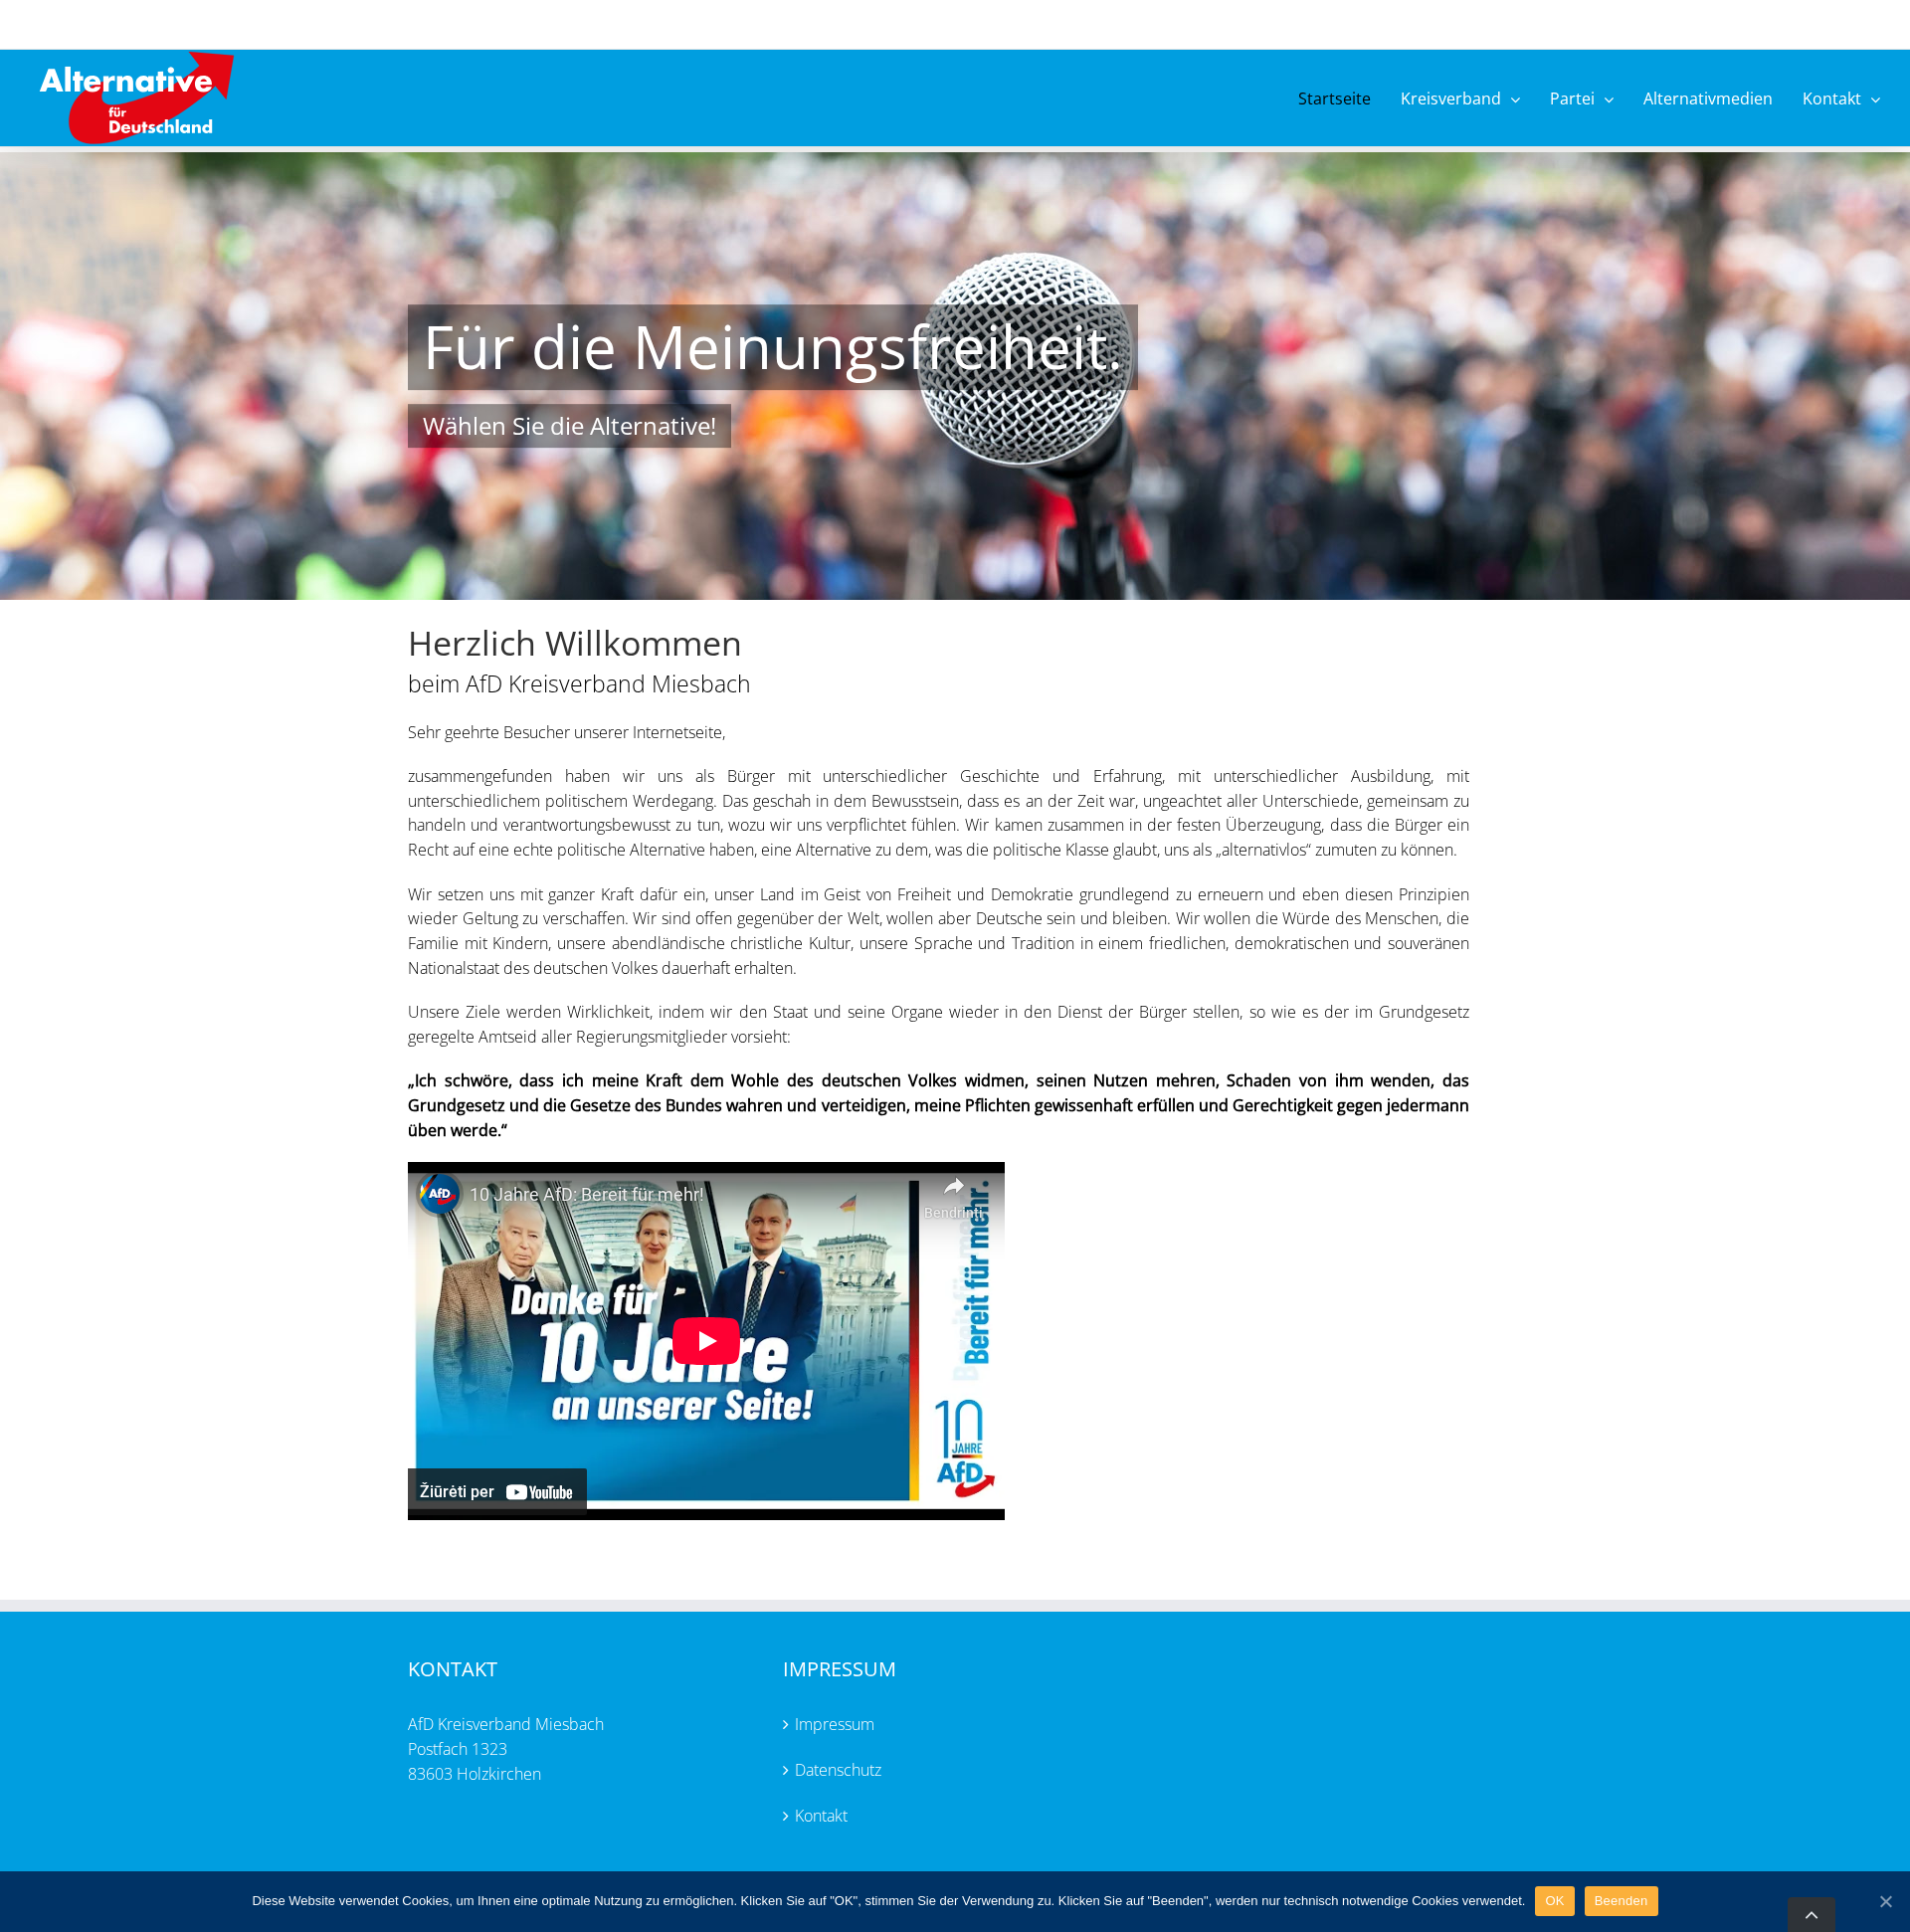 Alternative
für
Deutschland
Startseite
Kreisverband
Partei
Alternativmedien
Kontakt
Für die Meinungsfreiheit.
Wählen Sie die Alternative!
Herzlich Willkommen
beim AfD Kreisverband Miesbach
Sehr geehrte Besucher unserer Internetseite,
zusammengefunden haben wir uns als Bürger mit unterschiedlicher Geschichte und Erfahrung, mit unterschiedlicher Ausbildung, mit
unterschiedlichem politischem Werdegang. Das geschah in dem Bewusstsein, dass es an der Zeit war, ungeachtet aller Unterschiede, gemeinsam zu
handeln und verantwortungsbewusst zu tun, wozu wir uns verpflichtet fühlen. Wir kamen zusammen in der festen Überzeugung, dass die Bürger ein
Recht auf eine echte politische Alternative haben, eine Alternative zu dem, was die politische Klasse glaubt, uns als „alternativlos“ zumuten zu können.
Wir setzen uns mit ganzer Kraft dafür ein, unser Land im Geist von Freiheit und Demokratie grundlegend zu erneuern und eben diesen Prinzipien
wieder Geltung zu verschaffen. Wir sind offen gegenüber der Welt, wollen aber Deutsche sein und bleiben. Wir wollen die Würde des Menschen, die
Familie mit Kindern, unsere abendländische christliche Kultur, unsere Sprache und Tradition in einem friedlichen, demokratischen und souveränen
Nationalstaat des deutschen Volkes dauerhaft erhalten.
Unsere Ziele werden Wirklichkeit, indem wir den Staat und seine Organe wieder in den Dienst der Bürger stellen, so wie es der im Grundgesetz
geregelte Amtseid aller Regierungsmitglieder vorsieht:
„Ich schwöre, dass ich meine Kraft dem Wohle des deutschen Volkes widmen, seinen Nutzen mehren, Schaden von ihm wenden, das
Grundgesetz und die Gesetze des Bundes wahren und verteidigen, meine Pflichten gewissenhaft erfüllen und Gerechtigkeit gegen jedermann
üben werde.“
AfD
10 Jahre AfD: Bereit für mehr!
Bendrinti
Bereit für mehr.
Danke für
10 Jahre
an unserer Seite!
10
JAHRE
AfD
Žiūrėti per YouTube
KONTAKT
AfD Kreisverband Miesbach
Postfach 1323
83603 Holzkirchen
IMPRESSUM
Impressum
Datenschutz
Kontakt
Diese Website verwendet Cookies, um Ihnen eine optimale Nutzung zu ermöglichen. Klicken Sie auf "OK", stimmen Sie der Verwendung zu. Klicken Sie auf "Beenden", werden nur technisch notwendige Cookies verwendet.
OK
Beenden